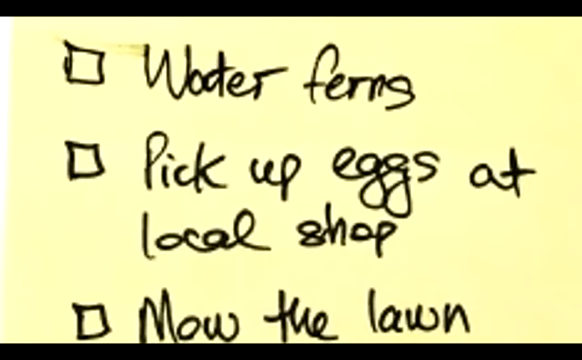 ☐ Water ferns
☐ Pick up eggs at
local shop
☐ Mow the lawn